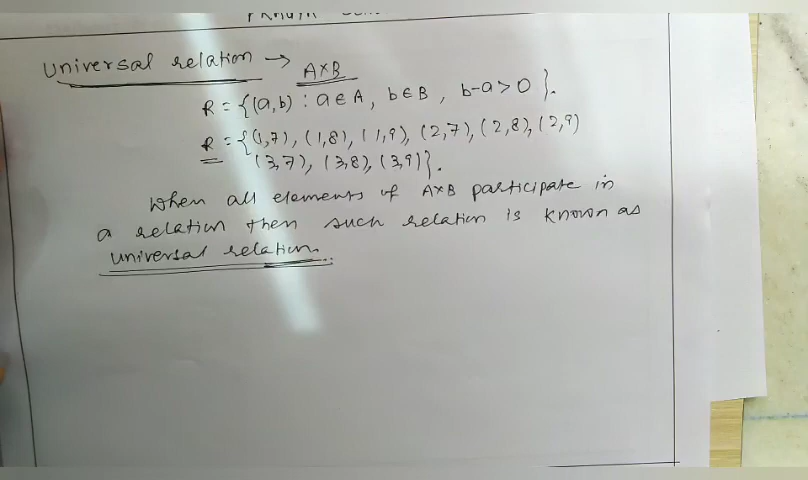 Universal relation → A×B
R = {(a,b) : a∈A, b∈B, b-a>0}.
R = {(1,7), (1,8), (1,9), (2,7), (2,8), (2,9)
(3,7), (3,8), (3,9)}.
When all elements of A×B participate in
a relation then such relation is known as
universal relation.